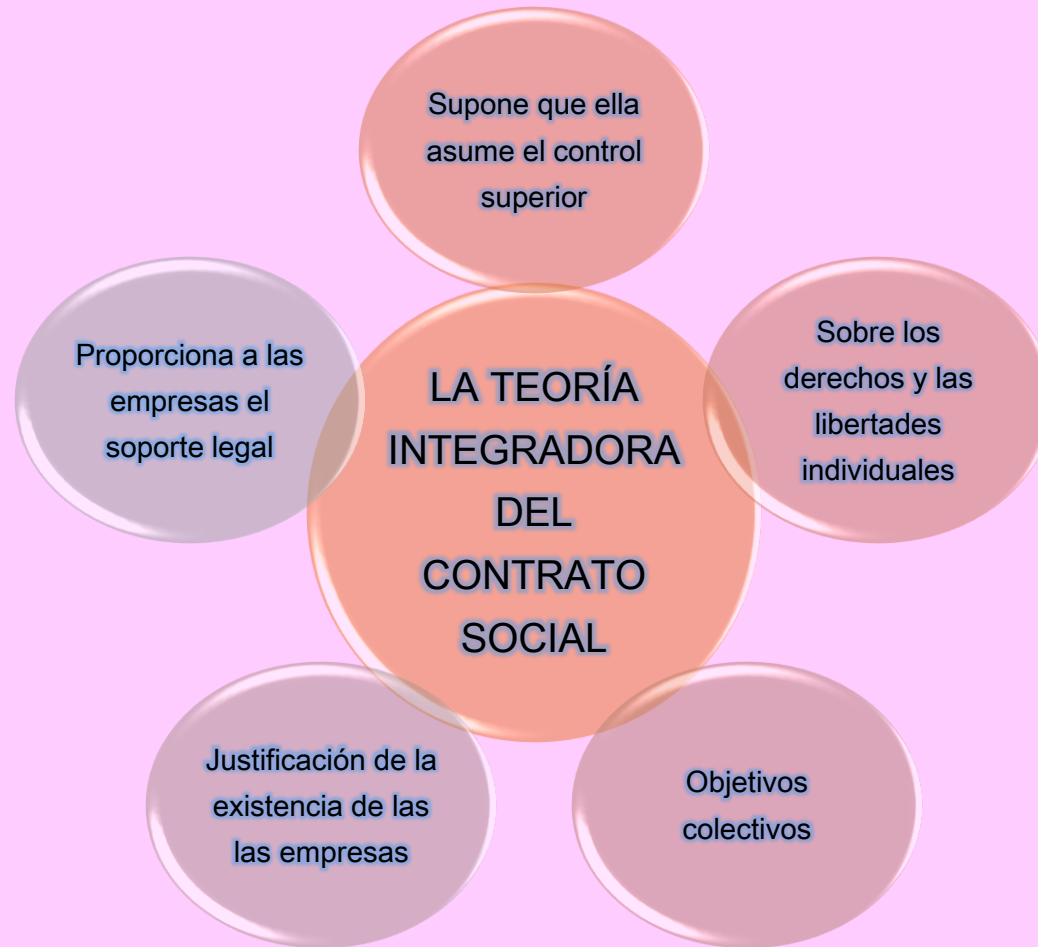 Supone que ella
asume el control
superior
Sobre los
derechos y las
libertades
individuales
Objetivos
colectivos
Justificación de la
existencia de las
las empresas
Proporciona a las
empresas el
soporte legal
LA TEORÍA
INTEGRADORA
DEL
CONTRATO
SOCIAL